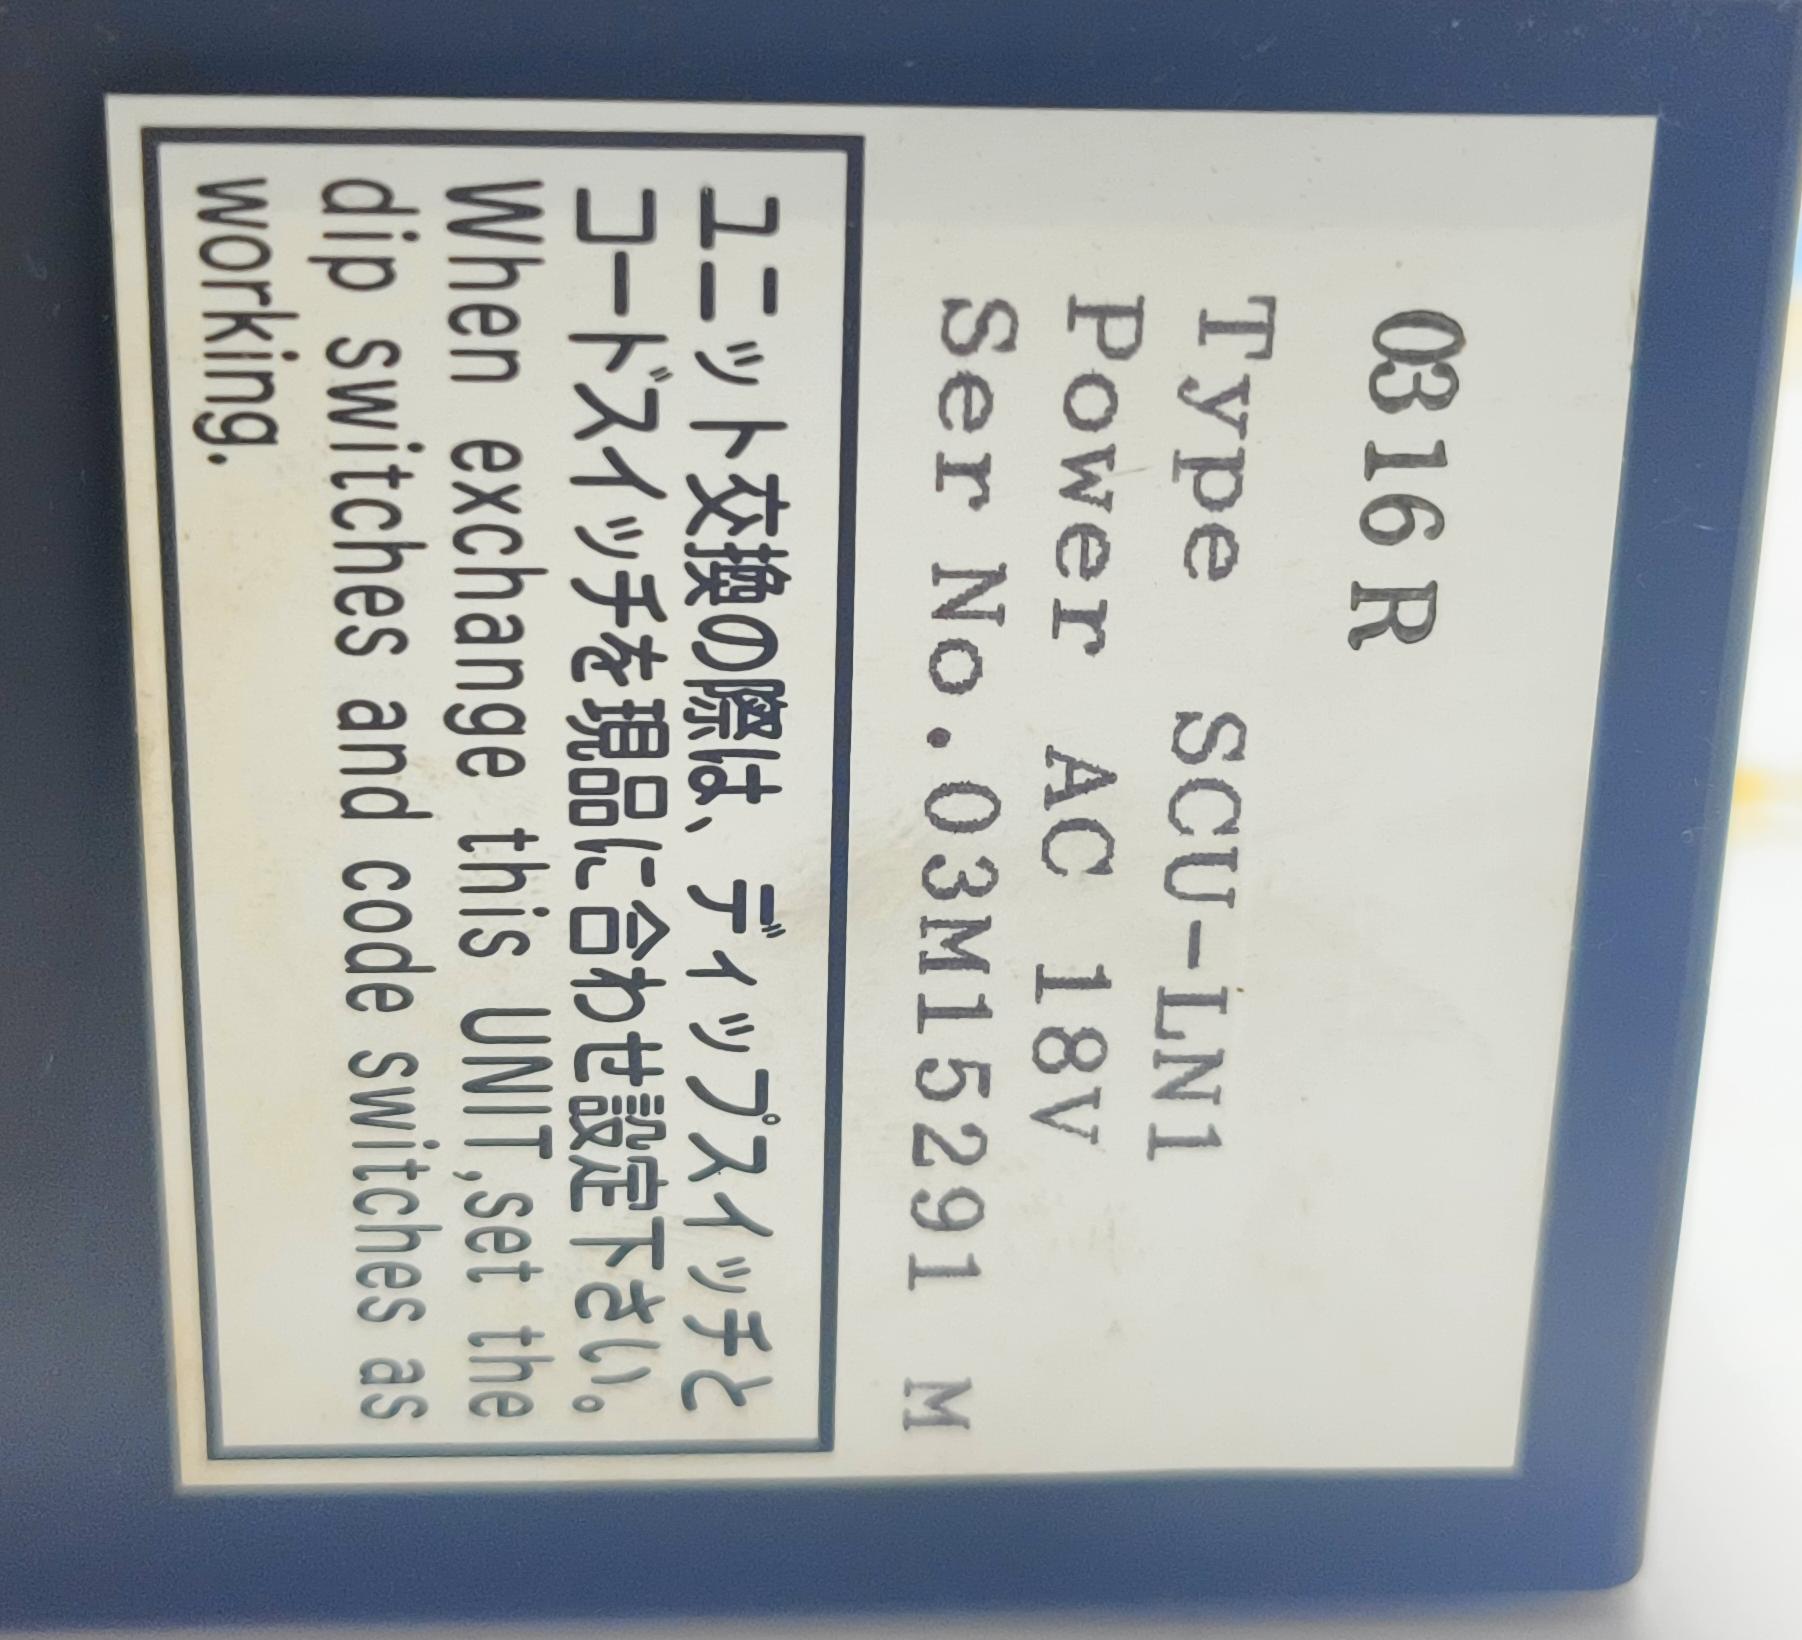 0316R
Type SCU-LN1
Power AC 18V
Ser No.03M15291 M
ユニット交換の際は、ディップスイッチと
コードスイッチを現品に合わせ設定下さい。
When exchange this UNIT,set the
dip switches and code switches as
working.